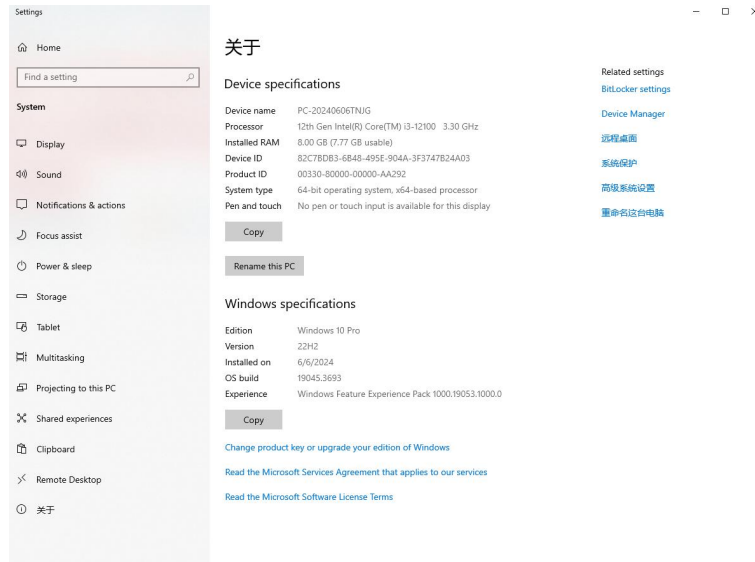 Settings
Home
Find a setting
System
Display
Sound
Notifications & actions
Focus assist
Power & sleep
Storage
Tablet
Multitasking
Projecting to this PC
Shared experiences
Clipboard
Remote Desktop
关于
关于
Device specifications
Device name PC-20240606TNJG
Processor 12th Gen Intel(R) Core(TM) i3-12100 3.30 GHz
Installed RAM 8.00 GB (7.77 GB usable)
Device ID 82C7BDB3-6B48-495E-904A-3F3747B24A03
Product ID 00330-80000-00000-AA292
System type 64-bit operating system, x64-based processor
Pen and touch No pen or touch input is available for this display
Copy
Rename this PC
Windows specifications
Edition Windows 10 Pro
Version 22H2
Installed on 6/6/2024
OS build 19045.3693
Experience Windows Feature Experience Pack 1000.19053.1000.0
Copy
Change product key or upgrade your edition of Windows
Read the Microsoft Services Agreement that applies to our services
Read the Microsoft Software License Terms
Related settings
BitLocker settings
Device Manager
远程桌面
系统保护
高级系统设置
重命名这台电脑